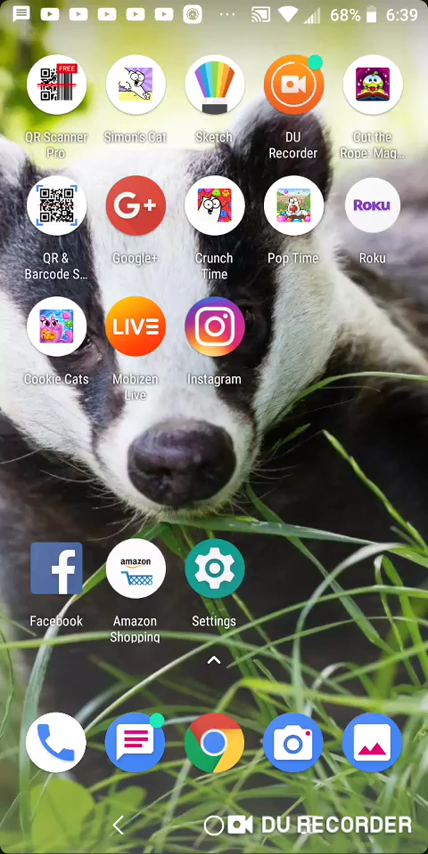 68% 6:39
FREE
QR Scanner
Pro
Simon's Cat
Sketch
DU
Recorder
Cut the
Rope: Mag...
G+
ROKU
QR &
Barcode S...
Google+
Crunch
Time
Pop Time
Roku
LIVE
Cookie Cats
Mobizen
Live
Instagram
f
amazon
Facebook
Amazon
Shopping
Settings
DU RECORDER